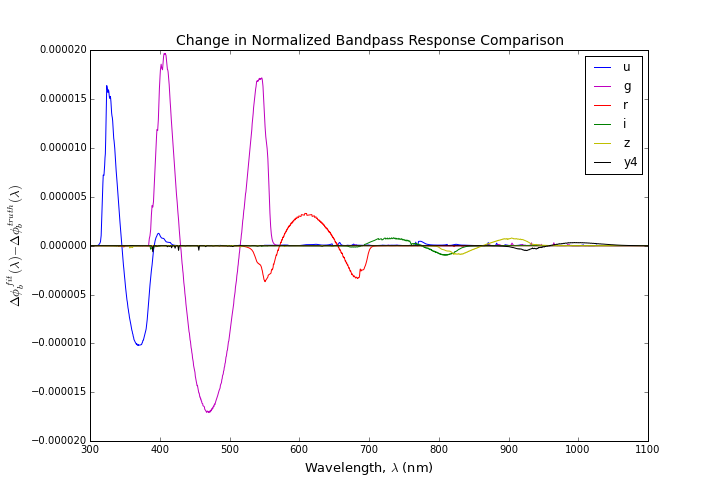 Change in Normalized Bandpass Response Comparison
0.000020
0.000015
0.000010
0.000005
0.000000
−0.000005
−0.000010
−0.000015
−0.000020
Δϕ_b^{fit}(λ)−Δϕ_b^{truth}(λ)
u
g
r
i
z
y4
300 400 500 600 700 800 900 1000 1100
Wavelength, λ (nm)